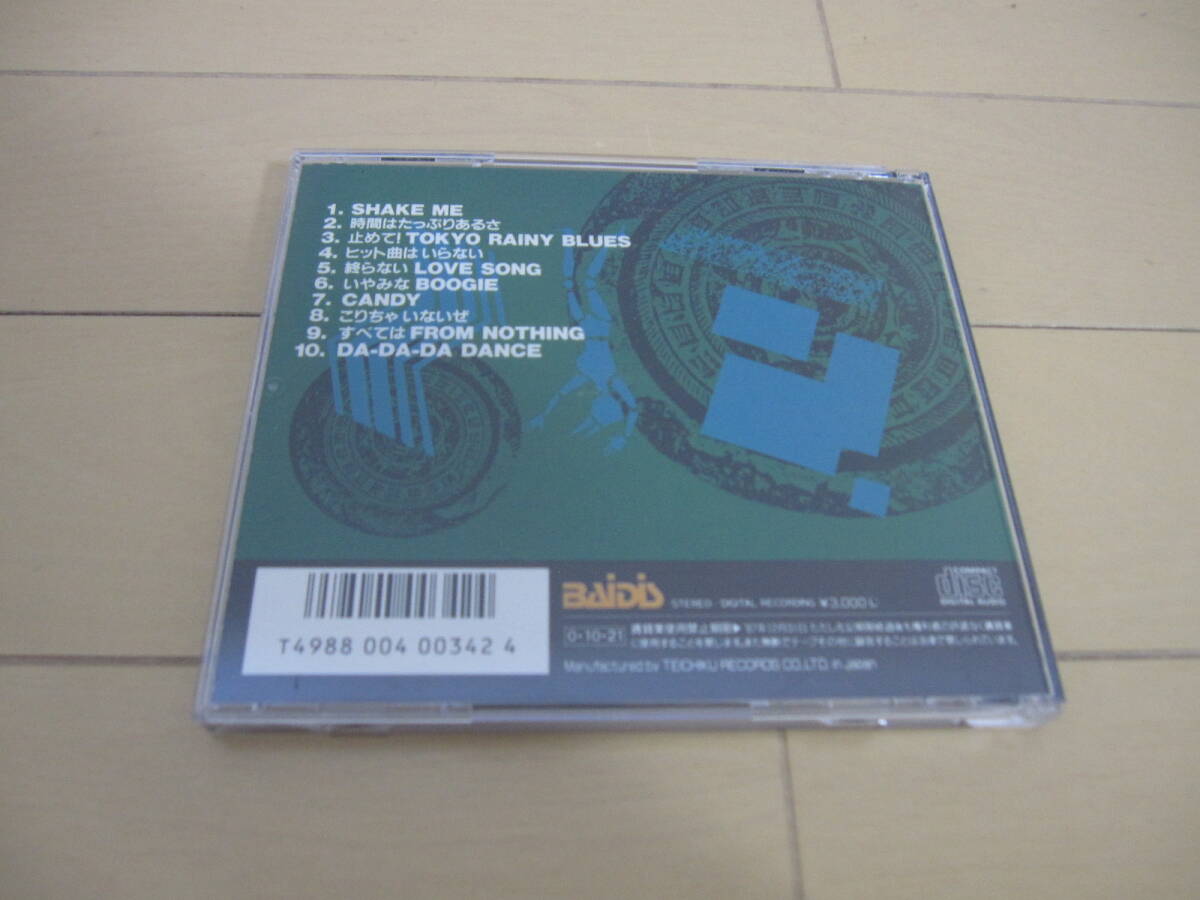 1. SHAKE ME
2. 時間はたっぷりあるさ
3. 止めて! TOKYO RAINY BLUES
4. ヒット曲は いらない
5. 終らない LOVE SONG
6. いやみな BOOGIE
7. CANDY
8. こりちゃ いないぜ
9. すべては FROM NOTHING
10. DA-DA-DA DANCE
T4988 004 00342 4
BAIDIS STEREO DIGITAL RECORDING ¥3,000
COMPACT
disc
DIGITAL AUDIO
0·10·21
Manufactured by TEICHIKU RECORDS CO., LTD. in Japan